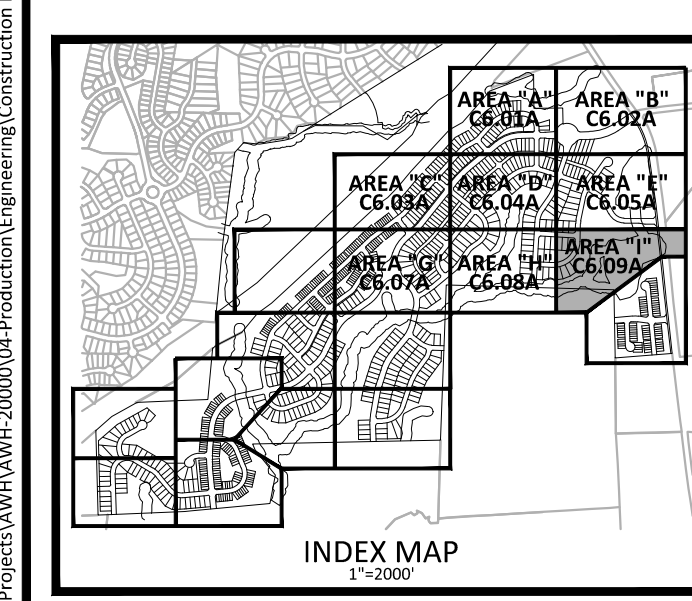 Projects\AWH\AWH-20000\04-Production\Engineering\Construction
AREA "A"
C6.01A
AREA "B"
C6.02A
AREA "C"
C6.03A
AREA "D"
C6.04A
AREA "E"
C6.05A
AREA "G"
C6.07A
AREA "H"
C6.08A
AREA "I"
C6.09A
INDEX MAP
1"=2000'